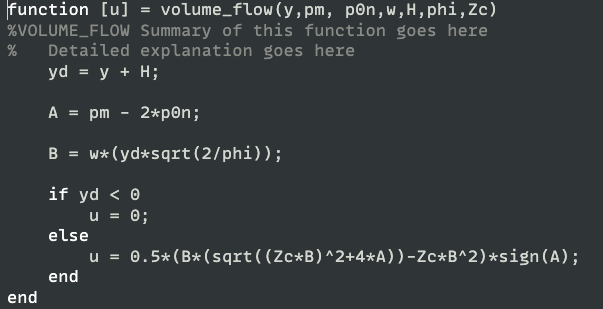 function [u] = volume_flow(y,pm, p0n,w,H,phi,Zc)
%VOLUME_FLOW Summary of this function goes here
%   Detailed explanation goes here
    yd = y + H;
    A = pm - 2*p0n;
    B = w*(yd*sqrt(2/phi));
    if yd < 0
        u = 0;
    else
        u = 0.5*(B*(sqrt((Zc*B)^2+4*A))-Zc*B^2)*sign(A);
    end
end